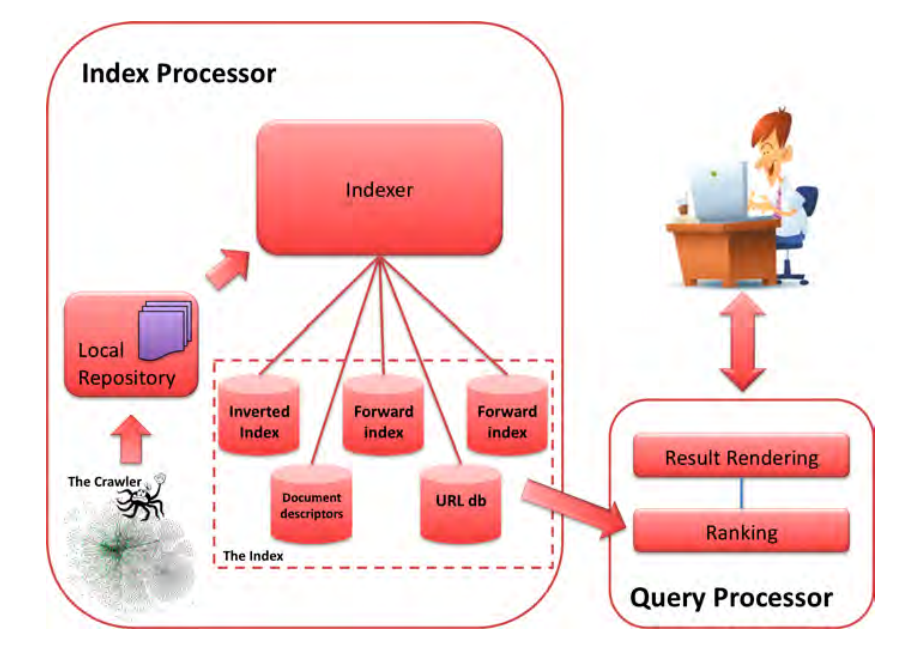 Index Processor
Indexer
Local
Repository
The Crawler
Inverted
Index
Forward
index
Forward
index
Document
descriptors
URL db
The Index
Result Rendering
Ranking
Query Processor